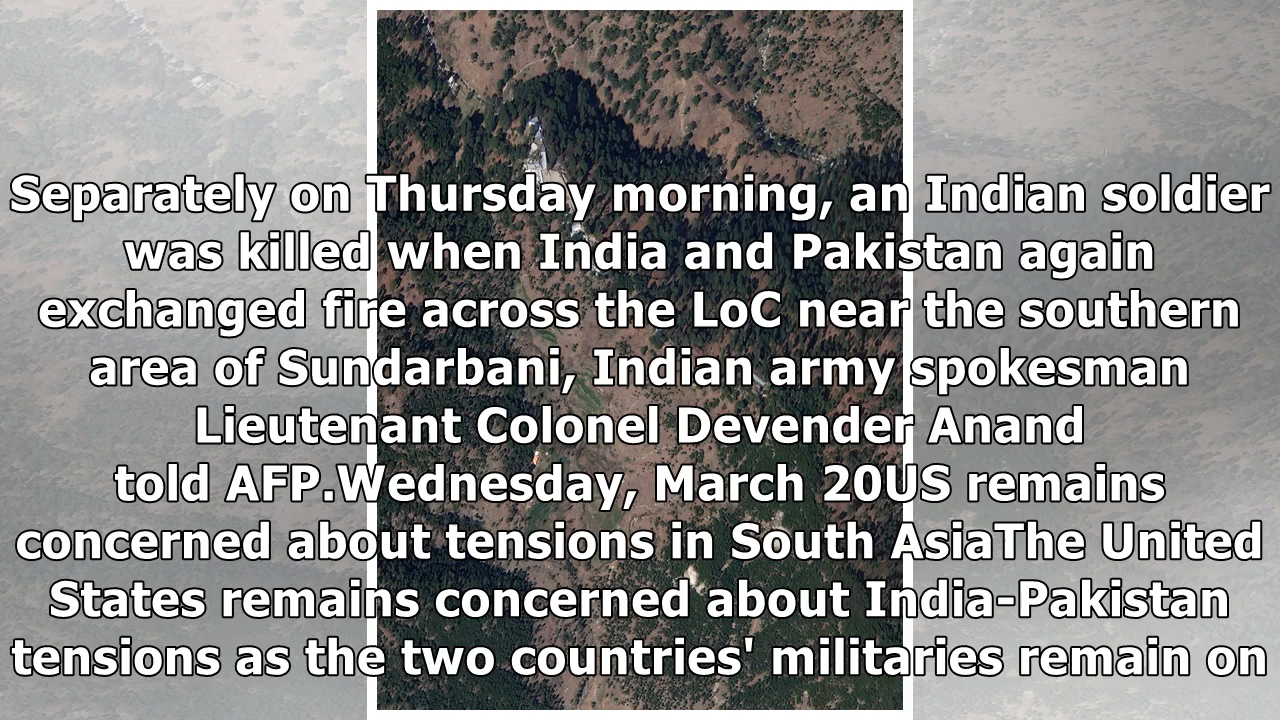 Separately on Thursday morning, an Indian soldier
was killed when India and Pakistan again
exchanged fire across the LoC near the southern
area of Sundarbani, Indian army spokesman
Lieutenant Colonel Devender Anand
told AFP.Wednesday, March 20US remains
concerned about tensions in South AsiaThe United
States remains concerned about India-Pakistan
tensions as the two countries' militaries remain on